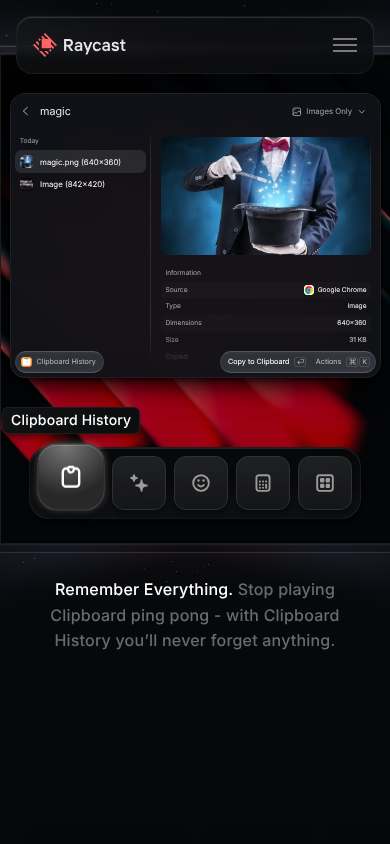 Raycast
magic
Images Only
Today
magic.png (640×360)
Image (842×420)
Information
Source
Google Chrome
Type
Image
Dimensions
640×360
Size
31 KB
Copied
Clipboard History
Copy to Clipboard ↵
Actions ⌘ K
Clipboard History
Remember Everything. Stop playing
Clipboard ping pong - with Clipboard
History you’ll never forget anything.